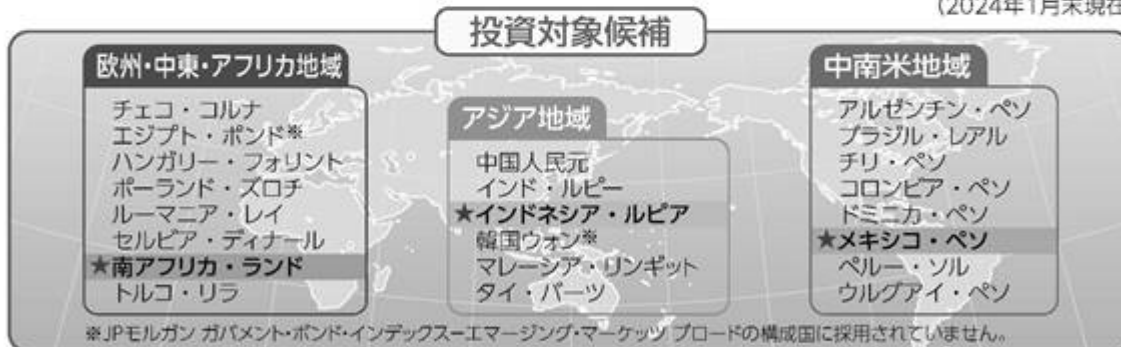 (2024年1月末現在
投資対象候補
欧州・中東・アフリカ地域
チェコ・コルナ
エジプト・ポンド※
ハンガリー・フォリント
ポーランド・ズロチ
ルーマニア・レイ
セルビア・ディナール
★南アフリカ・ランド
トルコ・リラ
アジア地域
中国人民元
インド・ルピー
★インドネシア・ルピア
韓国ウォン※
マレーシア・リンギット
タイ・バーツ
中南米地域
アルゼンチン・ペソ
ブラジル・レアル
チリ・ペソ
コロンビア・ペソ
ドミニカ・ペソ
★メキシコ・ペソ
ペルー・ソル
ウルグアイ・ペソ
※JPモルガン ガバメント・ボンド・インデックスーエマージング・マーケッツ ブロードの構成国に採用されていません。